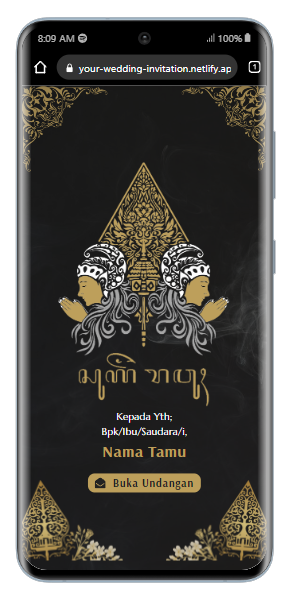 8:09 AM
100%
your-wedding-invitation.netlify.ap
1
Kepada Yth;
Bpk/Ibu/Saudara/i,
Nama Tamu
Buka Undangan